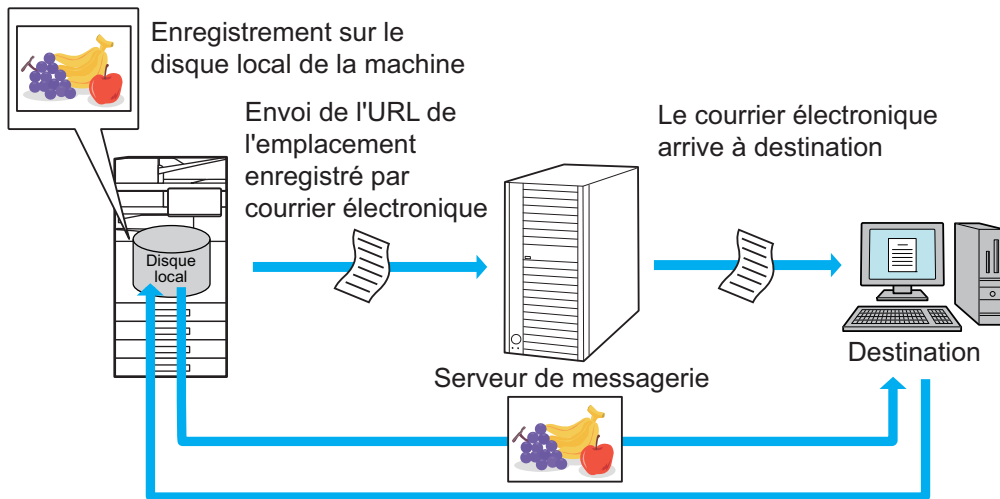 Enregistrement sur le
disque local de la machine
Envoi de l'URL de
l'emplacement
enregistré par
courrier électronique
Le courrier électronique
arrive à destination
Disque
local
Serveur de messagerie
Destination